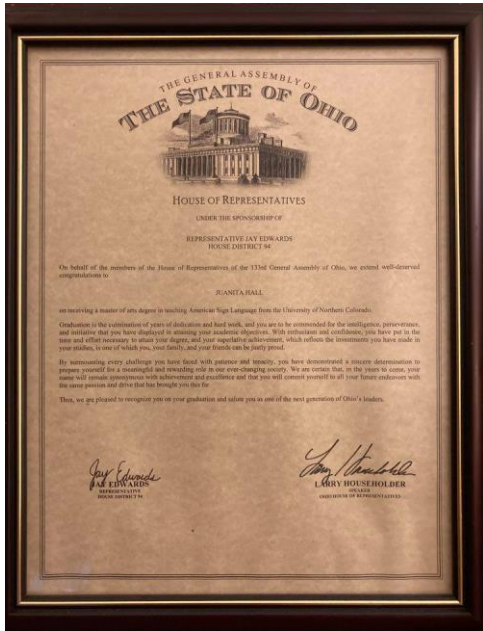 THE GENERAL ASSEMBLY OF
THE STATE OF OHIO
HOUSE OF REPRESENTATIVES
UNDER THE SPONSORSHIP OF
REPRESENTATIVE JAY EDWARDS
HOUSE DISTRICT 94
On behalf of the members of the House of Representatives of the 133rd General Assembly of Ohio, we extend well-deserved
congratulations to
JUANITA HALL
on receiving a master of arts degree in teaching American Sign Language from the University of Northern Colorado.
Graduation is the culmination of years of dedication and hard work, and you are to be commended for the intelligence, perseverance,
and initiative that you have displayed in attaining your academic objectives. With enthusiasm and confidence, you have put in the
time and effort necessary to attain your degree, and your superlative achievement, which reflects the investments you have made in
your studies, is one of which you, your family, and your friends can be justly proud.
By surmounting every challenge you have faced with patience and tenacity, you have demonstrated a sincere determination to
prepare yourself for a meaningful and rewarding role in our ever-changing society. We are certain that, in the years to come, your
name will remain synonymous with achievement and excellence and that you will commit yourself to all your future endeavors with
the same passion and drive that has brought you this far.
Thus, we are pleased to recognize you on your graduation and salute you as one of the next generation of Ohio's leaders.
Jay Edwards
JAY EDWARDS
REPRESENTATIVE
HOUSE DISTRICT 94
Larry Householder
LARRY HOUSEHOLDER
SPEAKER
OHIO HOUSE OF REPRESENTATIVES